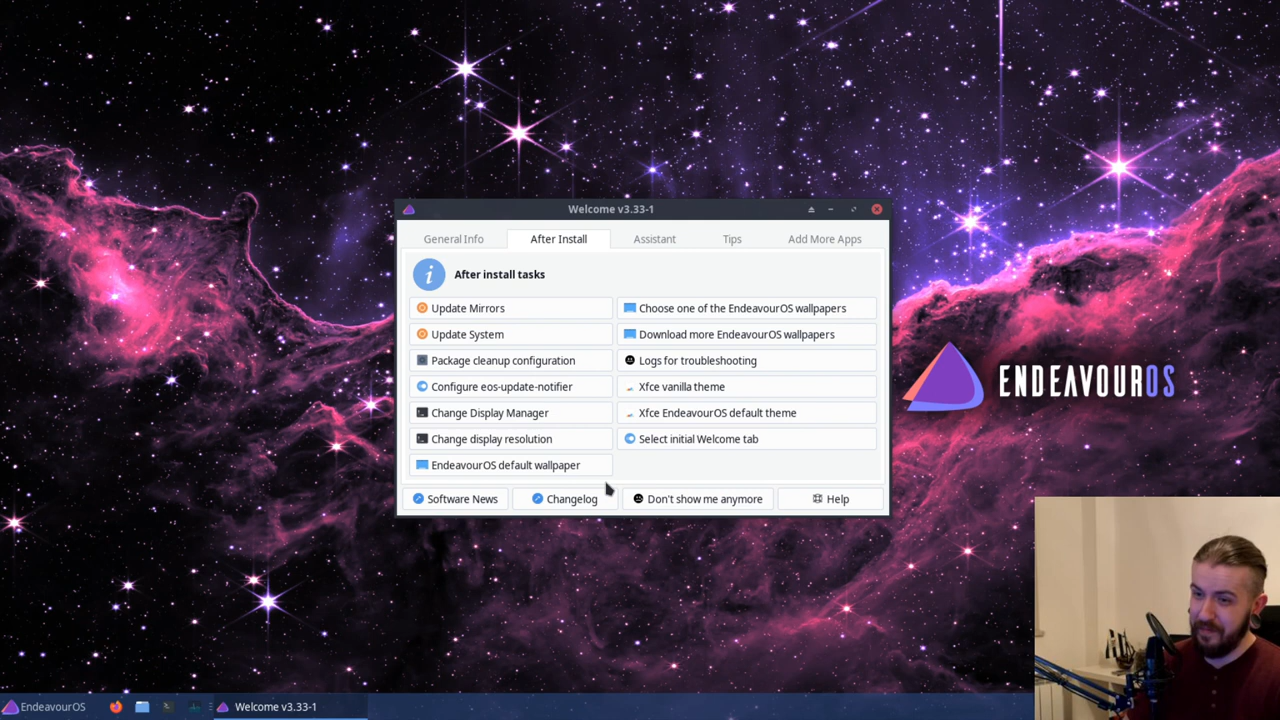 Welcome v3.33-1
General Info
After Install
Assistant
Tips
Add More Apps
After install tasks
Update Mirrors
Choose one of the EndeavourOS wallpapers
Update System
Download more EndeavourOS wallpapers
Package cleanup configuration
Logs for troubleshooting
Configure eos-update-notifier
Xfce vanilla theme
Change Display Manager
Xfce EndeavourOS default theme
Change display resolution
Select initial Welcome tab
EndeavourOS default wallpaper
Software News
Changelog
Don't show me anymore
Help
ENDEAVOUROS
EndeavourOS
Welcome v3.33-1